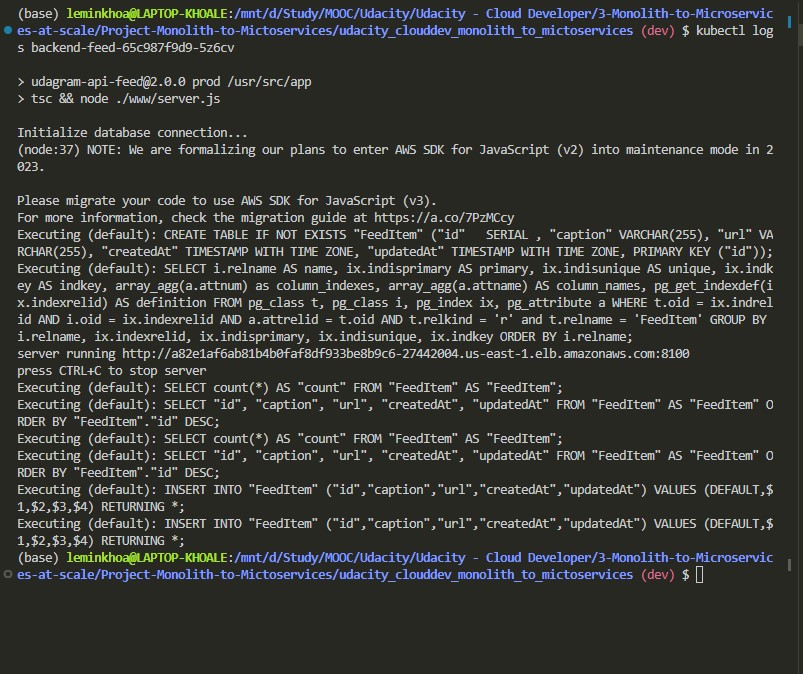 (base) leminkhoa@LAPTOP-KHOALE:/mnt/d/Study/MOOC/Udacity/Udacity - Cloud Developer/3-Monolith-to-Microservic
es-at-scale/Project-Monolith-to-Mictoservices/udacity_clouddev_monolith_to_mictoservices (dev) $ kubectl log
s backend-feed-65c987f9d9-5z6cv
> udagram-api-feed@2.0.0 prod /usr/src/app
> tsc && node ./www/server.js
Initialize database connection...
(node:37) NOTE: We are formalizing our plans to enter AWS SDK for JavaScript (v2) into maintenance mode in 2
023.
Please migrate your code to use AWS SDK for JavaScript (v3).
For more information, check the migration guide at https://a.co/7PzMCcy
Executing (default): CREATE TABLE IF NOT EXISTS "FeedItem" ("id"   SERIAL , "caption" VARCHAR(255), "url" VA
RCHAR(255), "createdAt" TIMESTAMP WITH TIME ZONE, "updatedAt" TIMESTAMP WITH TIME ZONE, PRIMARY KEY ("id"));
Executing (default): SELECT i.relname AS name, ix.indisprimary AS primary, ix.indisunique AS unique, ix.indk
ey AS indkey, array_agg(a.attnum) as column_indexes, array_agg(a.attname) AS column_names, pg_get_indexdef(i
x.indexrelid) AS definition FROM pg_class t, pg_class i, pg_index ix, pg_attribute a WHERE t.oid = ix.indrel
id AND i.oid = ix.indexrelid AND a.attrelid = t.oid AND t.relkind = 'r' and t.relname = 'FeedItem' GROUP BY
i.relname, ix.indexrelid, ix.indisprimary, ix.indisunique, ix.indkey ORDER BY i.relname;
server running http://a82e1af6ab81b4b0faf8df933be8b9c6-27442004.us-east-1.elb.amazonaws.com:8100
press CTRL+C to stop server
Executing (default): SELECT count(*) AS "count" FROM "FeedItem" AS "FeedItem";
Executing (default): SELECT "id", "caption", "url", "createdAt", "updatedAt" FROM "FeedItem" AS "FeedItem" O
RDER BY "FeedItem"."id" DESC;
Executing (default): SELECT count(*) AS "count" FROM "FeedItem" AS "FeedItem";
Executing (default): SELECT "id", "caption", "url", "createdAt", "updatedAt" FROM "FeedItem" AS "FeedItem" O
RDER BY "FeedItem"."id" DESC;
Executing (default): INSERT INTO "FeedItem" ("id","caption","url","createdAt","updatedAt") VALUES (DEFAULT,$
1,$2,$3,$4) RETURNING *;
Executing (default): INSERT INTO "FeedItem" ("id","caption","url","createdAt","updatedAt") VALUES (DEFAULT,$
1,$2,$3,$4) RETURNING *;
(base) leminkhoa@LAPTOP-KHOALE:/mnt/d/Study/MOOC/Udacity/Udacity - Cloud Developer/3-Monolith-to-Microservic
es-at-scale/Project-Monolith-to-Mictoservices/udacity_clouddev_monolith_to_mictoservices (dev) $